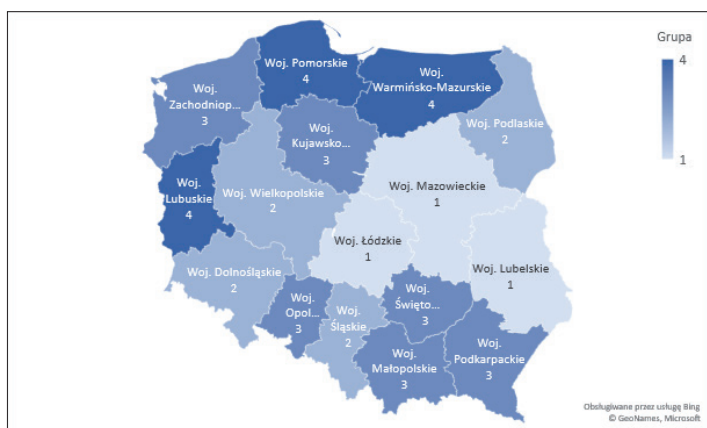 Grupa
4
1
Woj. Pomorskie
4
Woj.
Warmińsko-Mazurskie
4
Woj.
Zachodniop...
3
Woj. Podlaskie
2
Woj.
Kujawsko...
3
Woj.
Lubuskie
4
Woj. Wielkopolskie
2
Woj. Mazowieckie
1
Woj. Łódzkie
1
Woj. Lubelskie
1
Woj. Dolnośląskie
2
Woj.
Opol...
3
Woj.
Śląskie
2
Woj.
Święto...
3
Woj.
Małopolskie
3
Woj.
Podkarpackie
3
Obsługiwane przez usługę Bing
© GeoNames, Microsoft